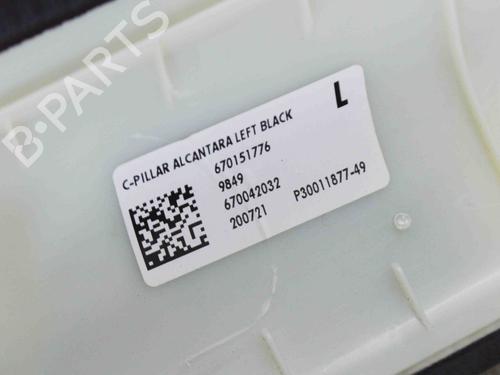 B-PARTS
L
C-PILLAR ALCANTARA LEFT BLACK
670151776
9849
670042032
200721 P30011877-49